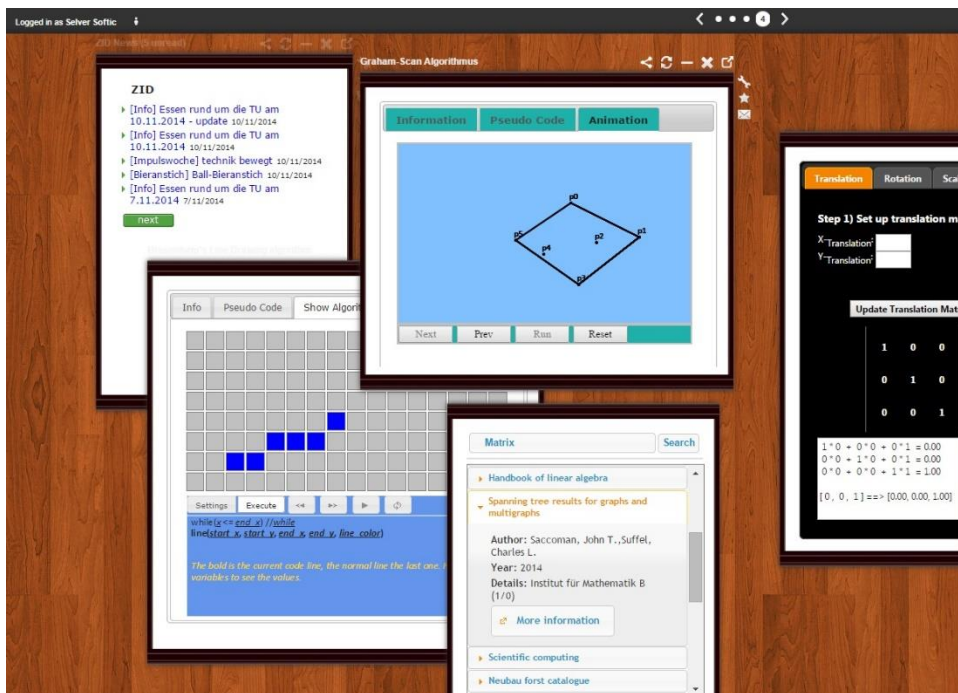 Logged in as Selver Softic
4
ZID News (Sunread)
ZID
[Info] Essen rund um die TU am
10.11.2014 - update 10/11/2014
[Info] Essen rund um die TU am
10.11.2014 10/11/2014
[Impulswoche] technik bewegt 10/11/2014
[Bieranstich] Ball-Bieranstich 10/11/2014
[Info] Essen rund um die TU am
7.11.2014 7/11/2014
next
Graham-Scan Algorithmus
Information Pseudo Code Animation
p0
p1
p2
p5
p4
p3
Next Prev Run Reset
Translation Rotation Sca
Step 1) Set up translation m
X-Translation:
Y-Translation:
Update Translation Mat
1 0 0
0 1 0
0 0 1
1*0 + 0*0 + 0*1 = 0.00
0*0 + 1*0 + 0*1 = 0.00
0*0 + 0*0 + 1*1 = 1.00
[ 0 , 0 , 1 ] ==> [0.00, 0.00, 1.00]
Info Pseudo Code Show Algorit
Settings Execute
while(x <= end_x) //while
line(start_x, start_y, end_x, end_y, line_color)
The bold is the current code line, the normal line the last one.
variables to see the values.
Matrix Search
Handbook of linear algebra
Spanning tree results for graphs and
multigraphs
Author: Saccoman, John T.,Suffel,
Charles L.
Year: 2014
Details: Institut für Mathematik B
(1/0)
More information
Scientific computing
Neubau forst catalogue